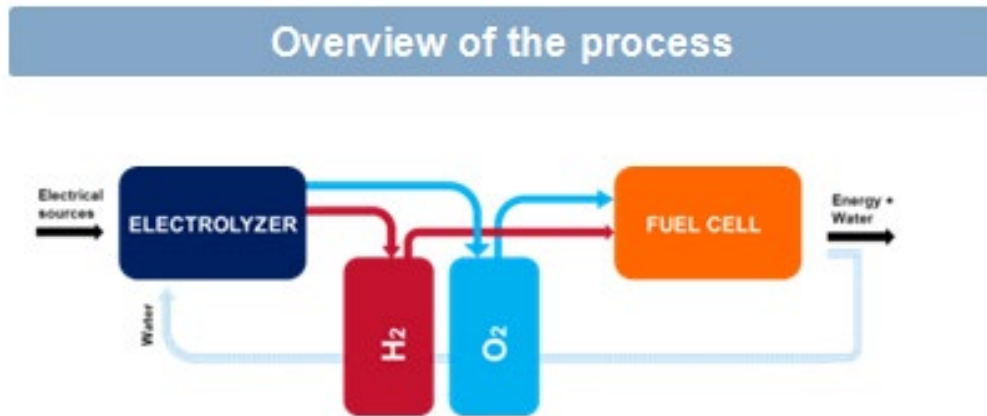 Overview of the process
Electrical
sources
ELECTROLYZER
FUEL CELL
Energy +
Water
Water
H2
O2